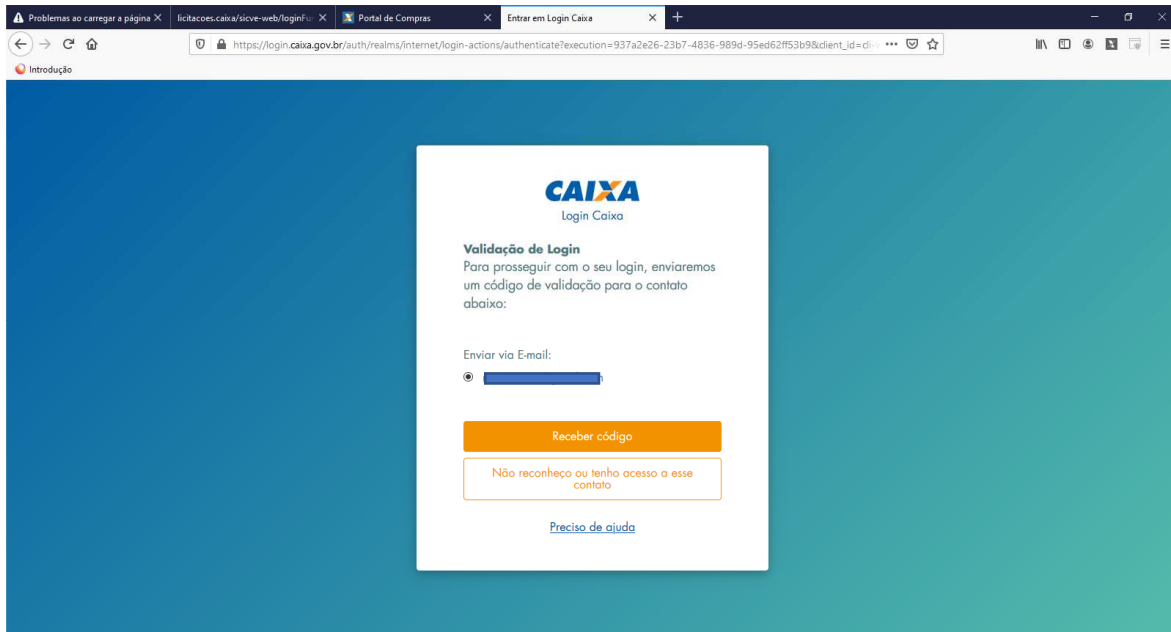 Problemas ao carregar a página
licitacoes.caixa/sicve-web/loginFu
Portal de Compras
Entrar em Login Caixa
https://login.caixa.gov.br/auth/realms/internet/login-actions/authenticate?execution=937a2e26-23b7-4836-989d-95ed62ff53b9&client_id=cli-
Introdução
CAIXA
Login Caixa
Validação de Login
Para prosseguir com o seu login, enviaremos
um código de validação para o contato
abaixo:
Enviar via E-mail:
Receber código
Não reconheço ou tenho acesso a esse
contato
Preciso de ajuda